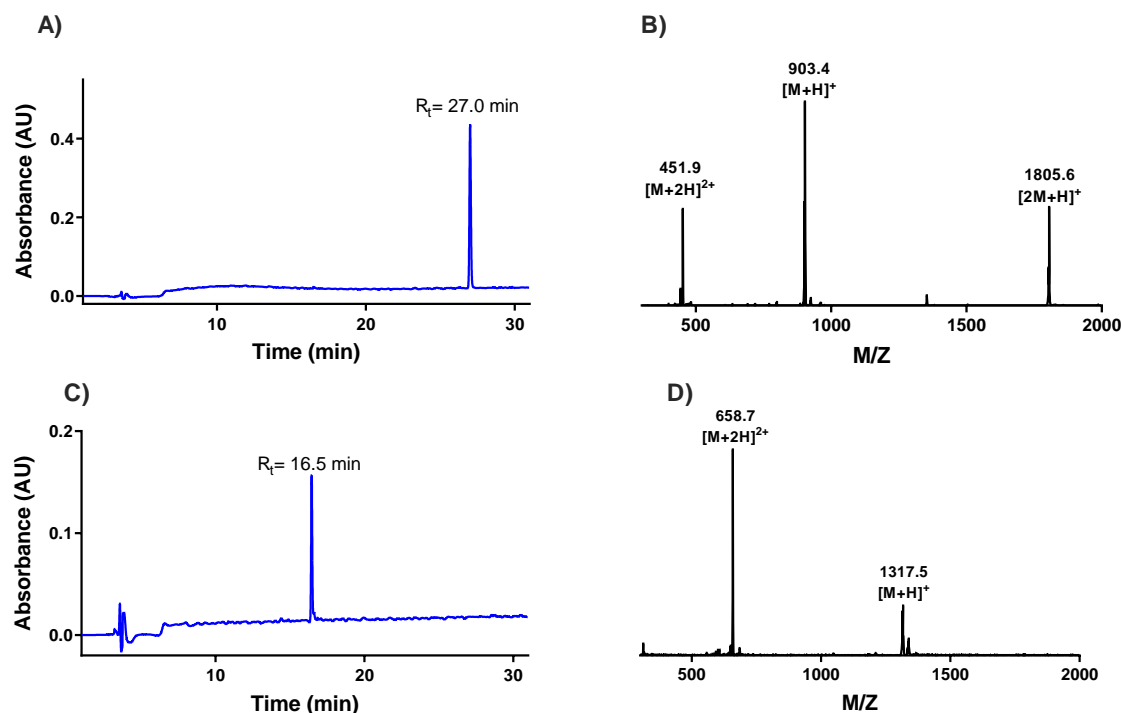 A)
Absorbance (AU)
0.4
0.2
0.0
Rt= 27.0 min
10
20
30
Time (min)
B)
903.4
[M+H]+
451.9
[M+2H]2+
1805.6
[2M+H]+
500
1000
1500
2000
M/Z
C)
Absorbance (AU)
0.2
0.1
0.0
Rt= 16.5 min
10
20
30
Time (min)
D)
658.7
[M+2H]2+
1317.5
[M+H]+
500
1000
1500
2000
M/Z